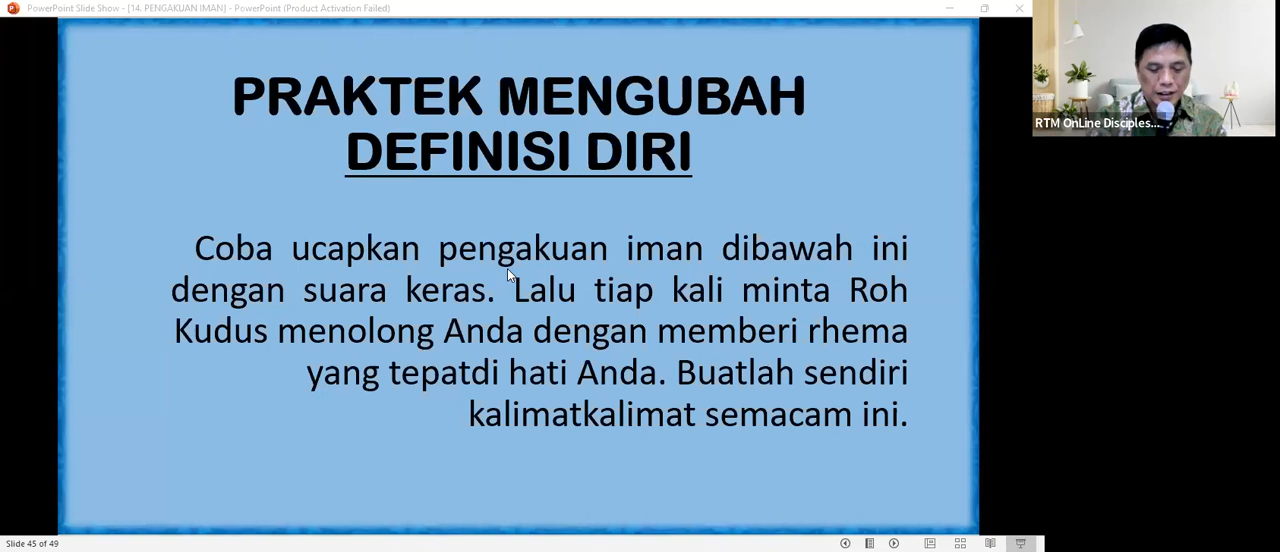 PowerPoint Slide Show - [14. PENGAKUAN IMAN] - PowerPoint (Product Activation Failed)
PRAKTEK MENGUBAH
DEFINISI DIRI
Coba ucapkan pengakuan iman dibawah ini
dengan suara keras. Lalu tiap kali minta Roh
Kudus menolong Anda dengan memberi rhema
yang tepatdi hati Anda. Buatlah sendiri
kalimatkalimat semacam ini.
RTM OnLine Disciples...
Slide 45 of 49